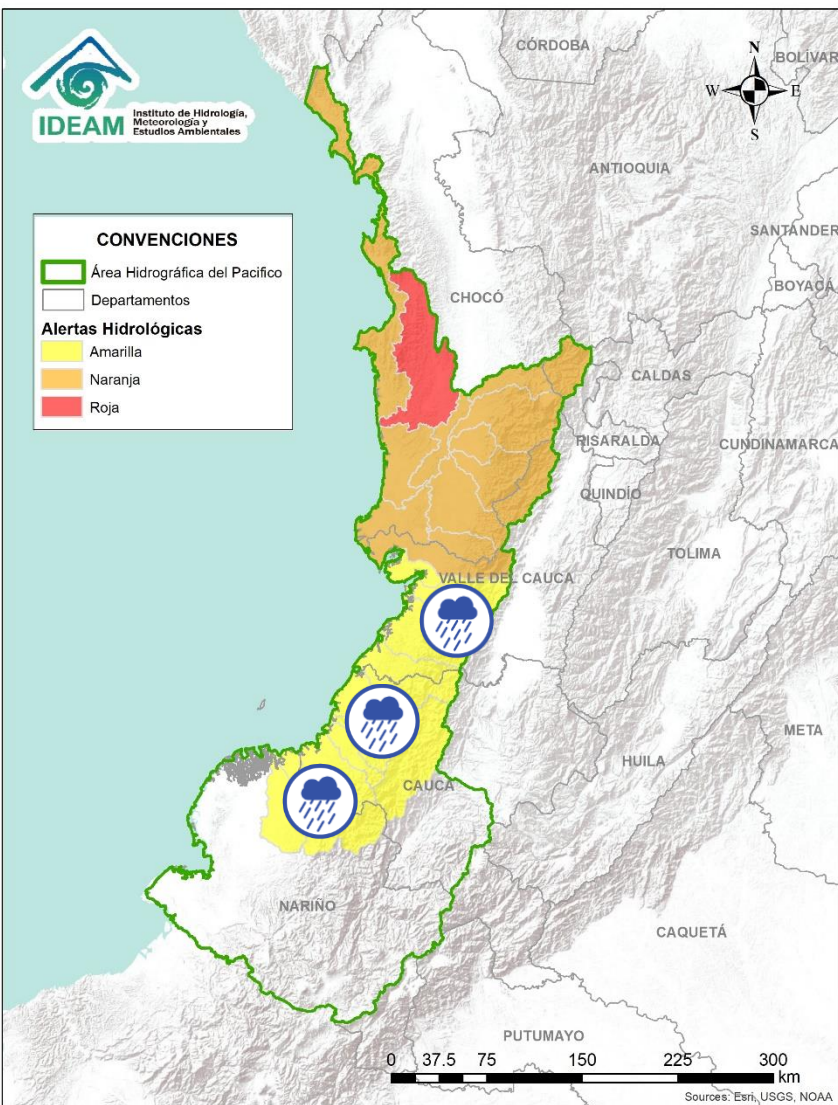 IDEAM
Instituto de Hidrología,
Meteorología y
Estudios Ambientales
N
W
E
S
CÓRDOBA
BOLÍVAR
ANTIOQUIA
SANTANDER
BOYACÁ
CONVENCIONES
Área Hidrográfica del Pacifico
Departamentos
Alertas Hidrológicas
Amarilla
Naranja
Roja
CHOCÓ
CALDAS
RISARALDA
CUNDINAMARCA
QUINDÍO
TOLIMA
VALLE DEL CAUCA
META
HUILA
CAUCA
NARIÑO
CAQUETÁ
PUTUMAYO
0 37.5 75 150 225 300
km
Sources: Esri, USGS, NOAA